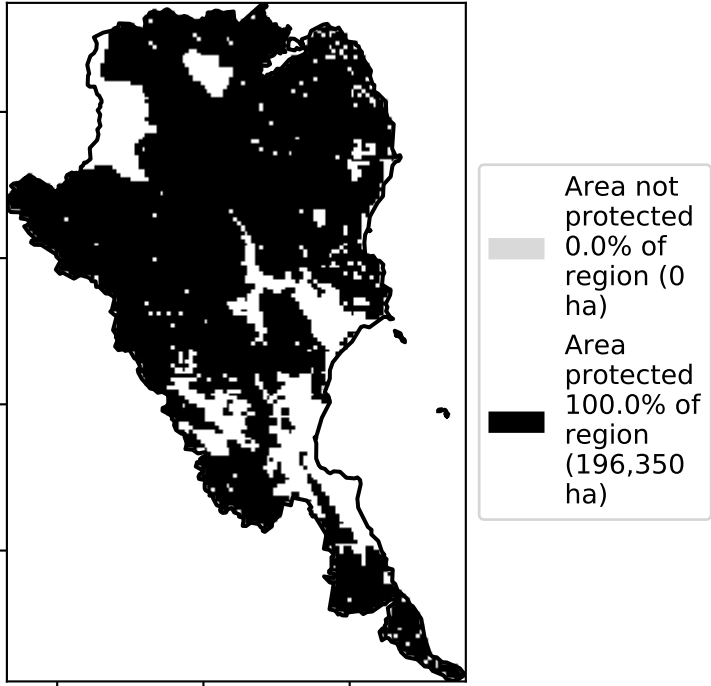 Area not
protected
0.0% of
region (0
ha)
Area
protected
100.0% of
region
(196,350
ha)